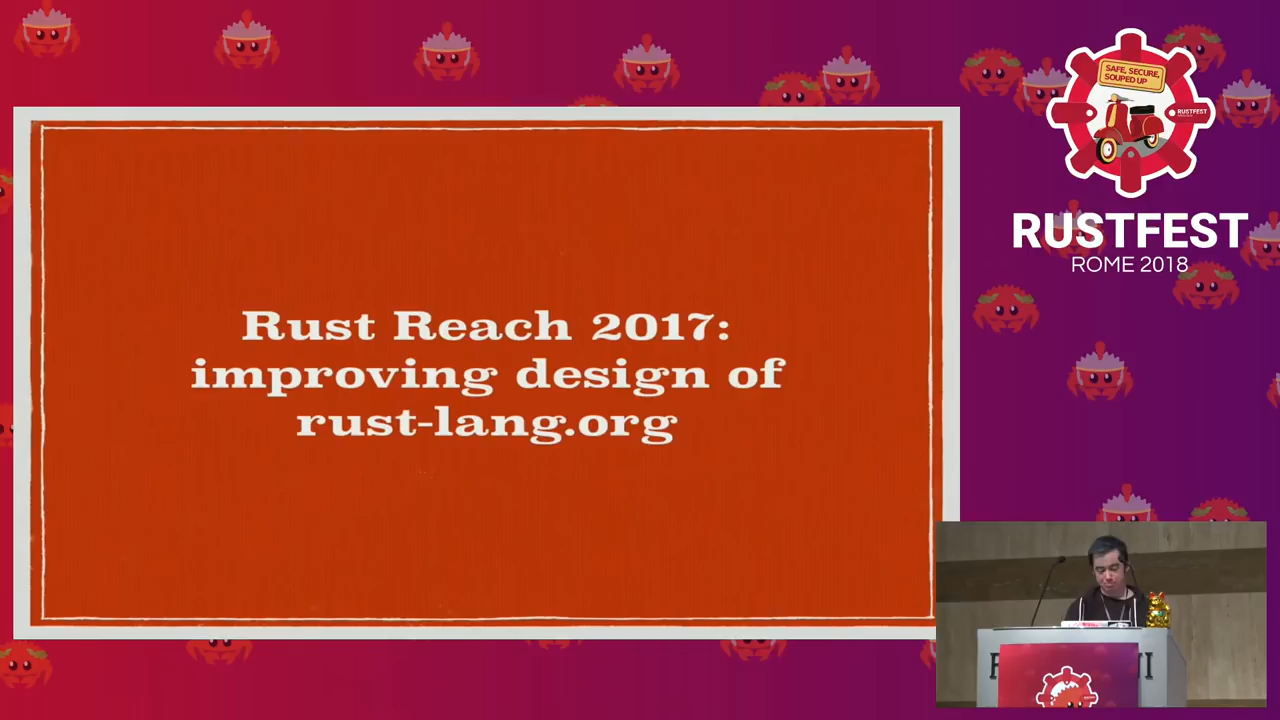 SAFE, SECURE,
SOUPED UP
RUSTFEST
RUSTFEST
ROME 2018
Rust Reach 2017:
improving design of
rust-lang.org